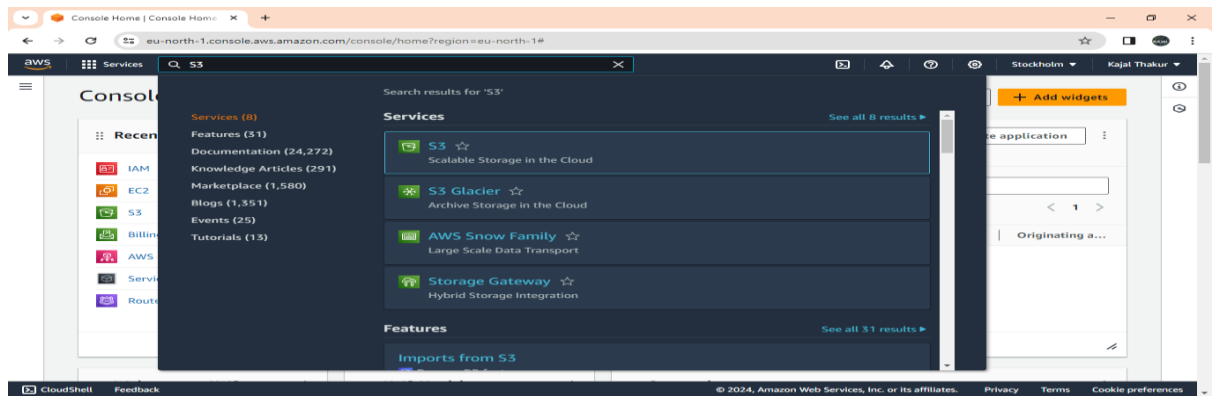 Console Home | Console Home
eu-north-1.console.aws.amazon.com/console/home?region=eu-north-1#
aws Services S3 Stockholm Kajal Thakur
Search results for 'S3'
Services (8)
Features (31)
Documentation (24,272)
Knowledge Articles (291)
Marketplace (1,580)
Blogs (1,351)
Events (25)
Tutorials (13)
Services See all 8 results
S3
Scalable Storage in the Cloud
S3 Glacier
Archive Storage in the Cloud
AWS Snow Family
Large Scale Data Transport
Storage Gateway
Hybrid Storage Integration
Features See all 31 results
Imports from S3
Consol
Recen
IAM
EC2
S3
Billin
AWS
Servi
Route
+ Add widgets
te application
< 1 >
Originating a...
CloudShell Feedback © 2024, Amazon Web Services, Inc. or its affiliates. Privacy Terms Cookie preferences